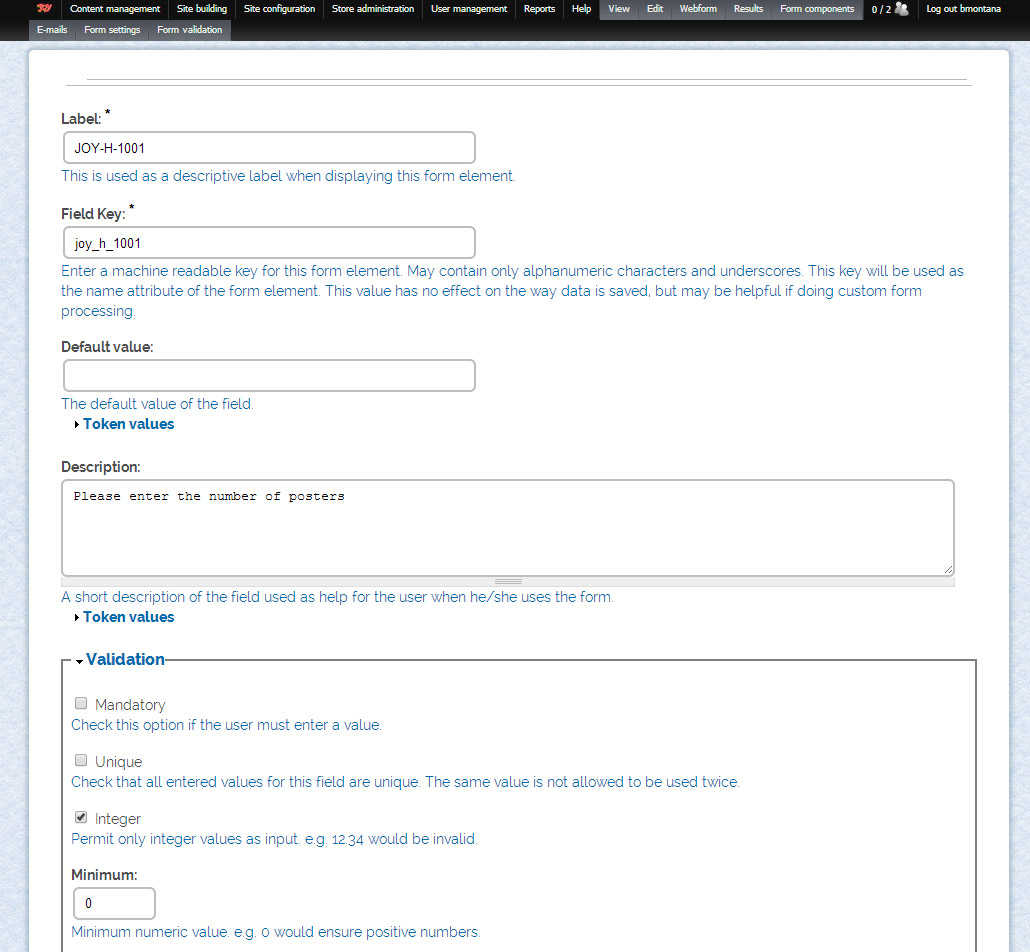 JOY Content management Site building Site configuration Store administration User management Reports Help View Edit Webform Results Form components 0 / 2 Log out bmontana
E-mails Form settings Form validation
Label: *
JOY-H-1001
This is used as a descriptive label when displaying this form element.
Field Key: *
joy_h_1001
Enter a machine readable key for this form element. May contain only alphanumeric characters and underscores. This key will be used as
the name attribute of the form element. This value has no effect on the way data is saved, but may be helpful if doing custom form
processing.
Default value:
The default value of the field.
Token values
Description:
Please enter the number of posters
A short description of the field used as help for the user when he/she uses the form.
Token values
Validation
Mandatory
Check this option if the user must enter a value.
Unique
Check that all entered values for this field are unique. The same value is not allowed to be used twice.
Integer
Permit only integer values as input. e.g. 12.34 would be invalid.
Minimum:
0
Minimum numeric value. e.g. 0 would ensure positive numbers.